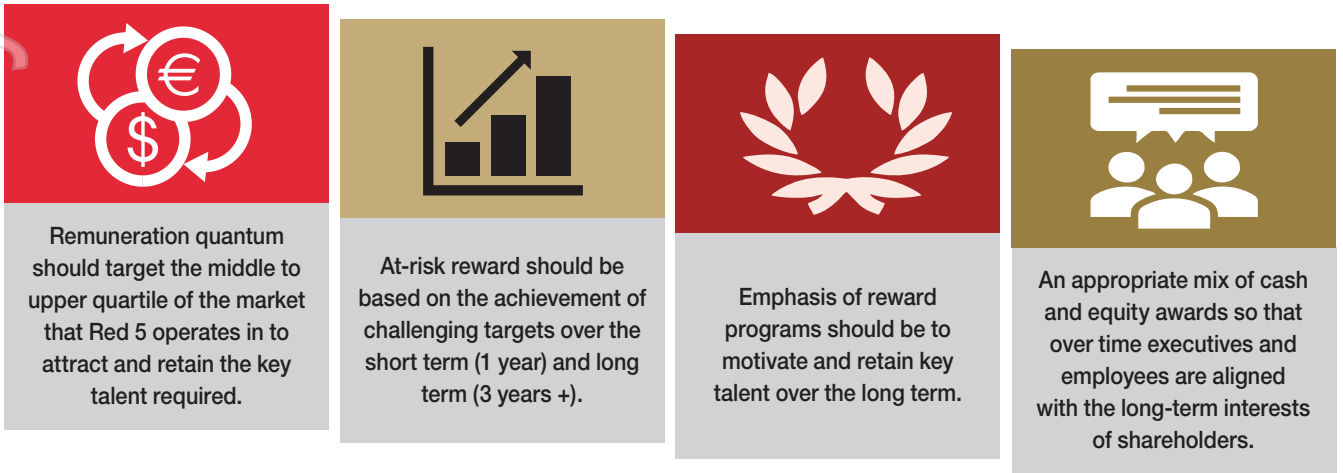 €
$
Remuneration quantum
should target the middle to
upper quartile of the market
that Red 5 operates in to
attract and retain the key
talent required.
At-risk reward should be
based on the achievement of
challenging targets over the
short term (1 year) and long
term (3 years +).
Emphasis of reward
programs should be to
motivate and retain key
talent over the long term.
An appropriate mix of cash
and equity awards so that
over time executives and
employees are aligned
with the long-term interests
of shareholders.